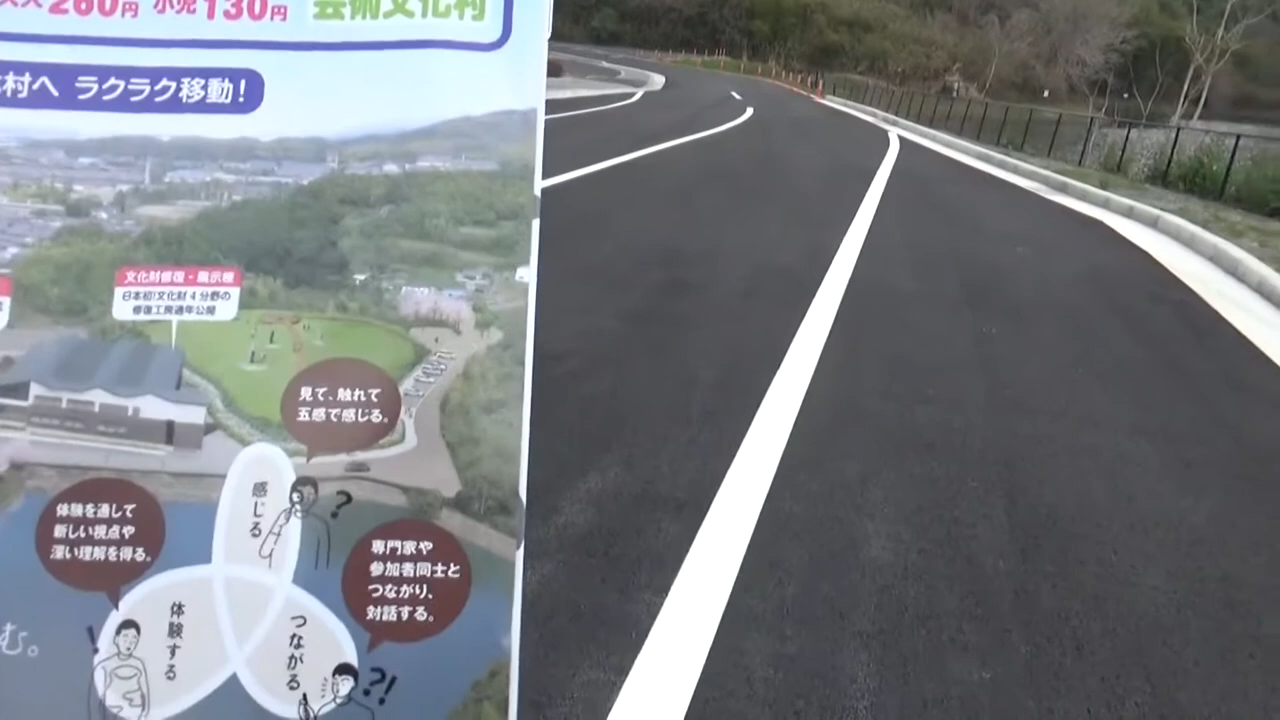 260円 小児130円 芸術文化村
村へ ラクラク移動!
文化財修復・展示棟
日本初!文化財4分野の
修復工房通年公開
見て、触れて
五感で感じる。
感じる
?
体験を通して
新しい視点や
深い理解を得る。
専門家や
参加者同士と
つながり、
対話する。
体験する
つながる
!
?!
む。